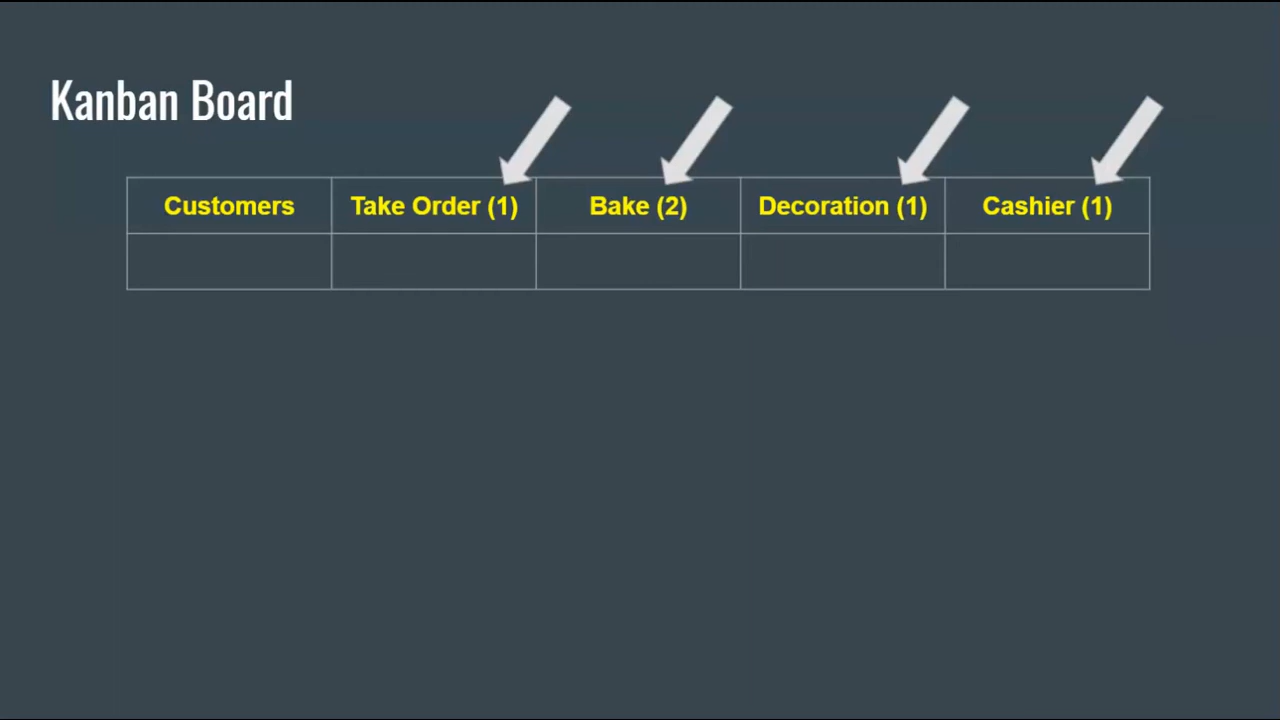 Kanban Board
Customers Take Order (1) Bake (2) Decoration (1) Cashier (1)